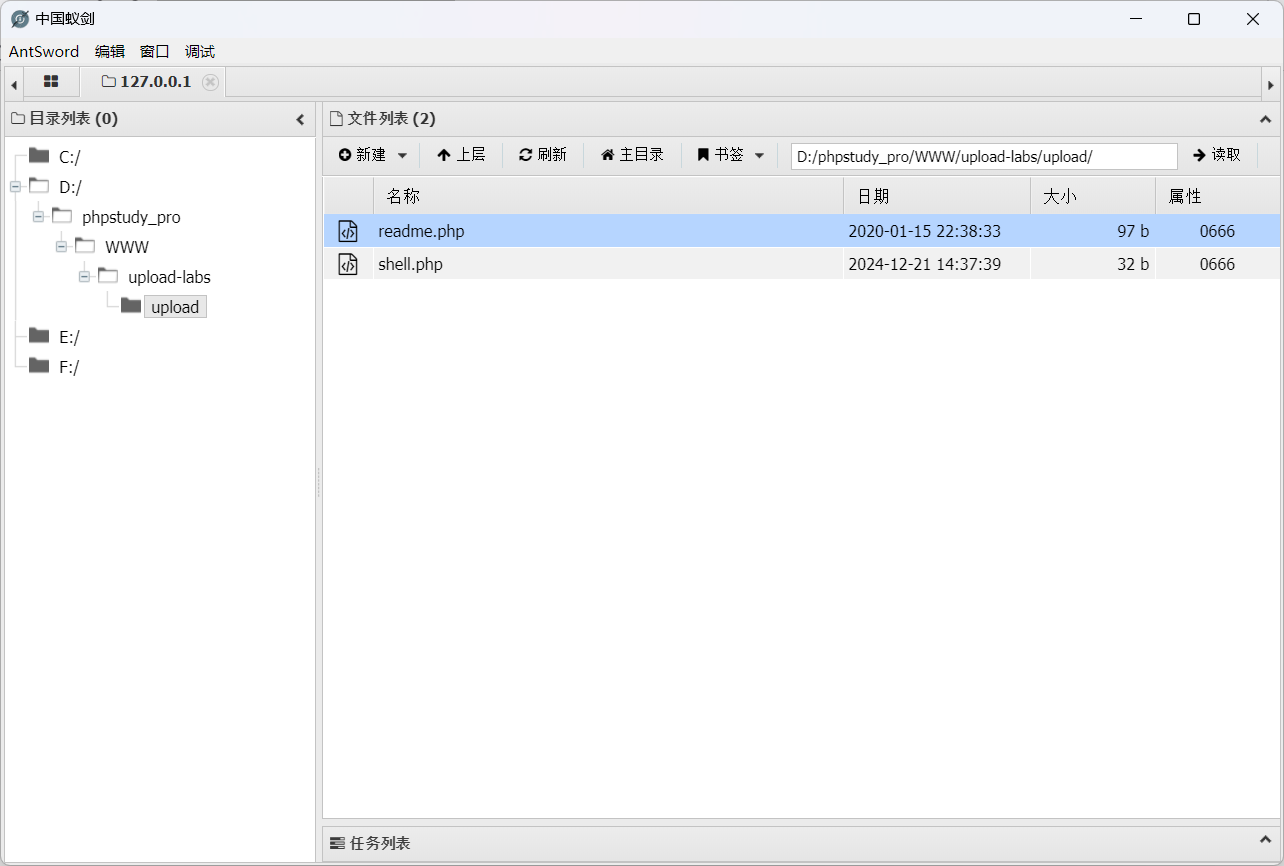 中国蚁剑
AntSword 编辑 窗口 调试
127.0.0.1
目录列表 (0)
C:/
D:/
phpstudy_pro
WWW
upload-labs
upload
E:/
F:/
文件列表 (2)
新建 上层 刷新 主目录 书签 D:/phpstudy_pro/WWW/upload-labs/upload/ 读取
名称 日期 大小 属性
readme.php 2020-01-15 22:38:33 97 b 0666
shell.php 2024-12-21 14:37:39 32 b 0666
任务列表